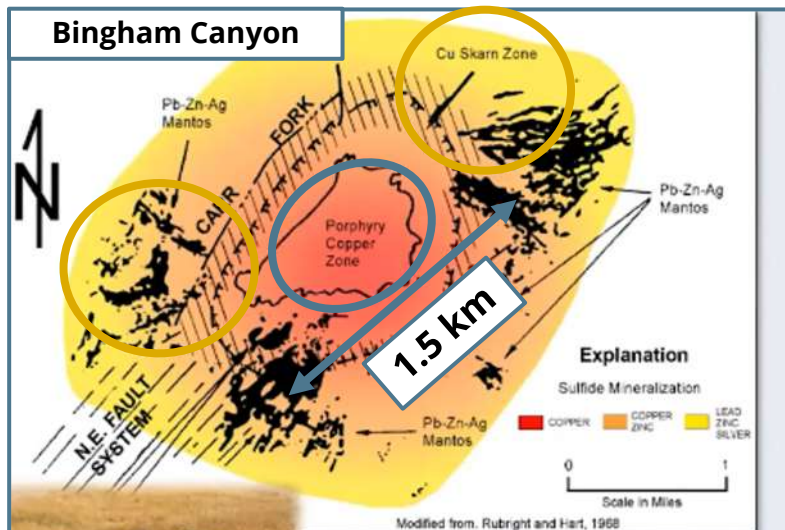 Bingham Canyon
Cu Skarn Zone
Pb-Zn-Ag
Mantos
CARR FORK
N
Porphyry
Copper
Zone
Pb-Zn-Ag
Mantos
1.5 km
N.E. FAULT
SYSTEM
Pb-Zn-Ag
Mantos
Explanation
Sulfide Mineralization
COPPER
COPPER
ZINC
LEAD
ZINC
SILVER
0 1
Scale in Miles
Modified from. Rubright and Hart, 1968